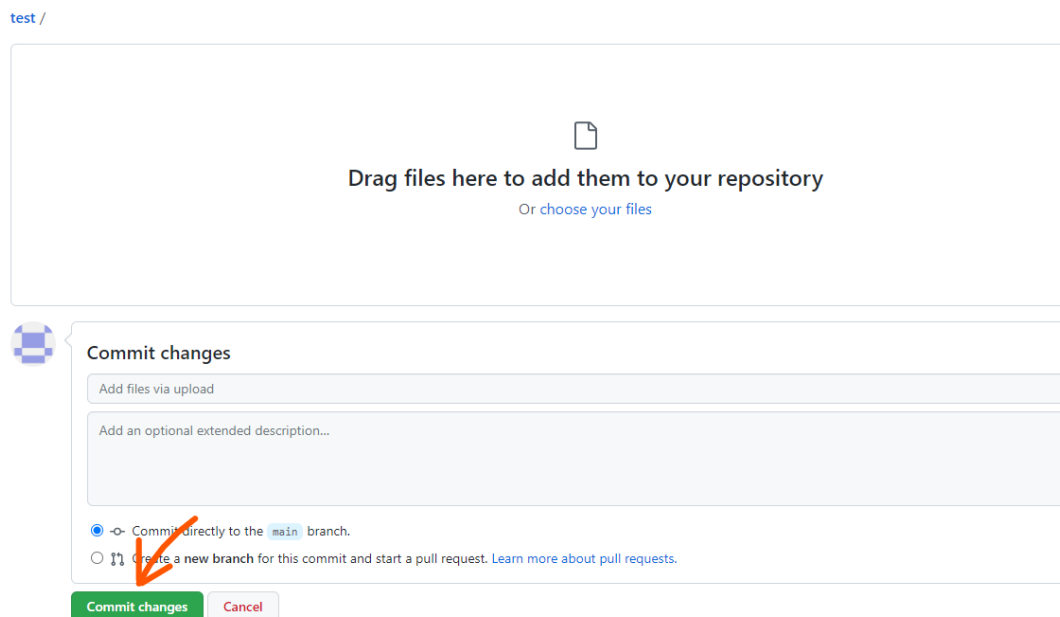 test /
Drag files here to add them to your repository
Or choose your files
Commit changes
Add files via upload
Add an optional extended description...
Commit directly to the main branch.
Create a new branch for this commit and start a pull request. Learn more about pull requests.
Commit changes
Cancel